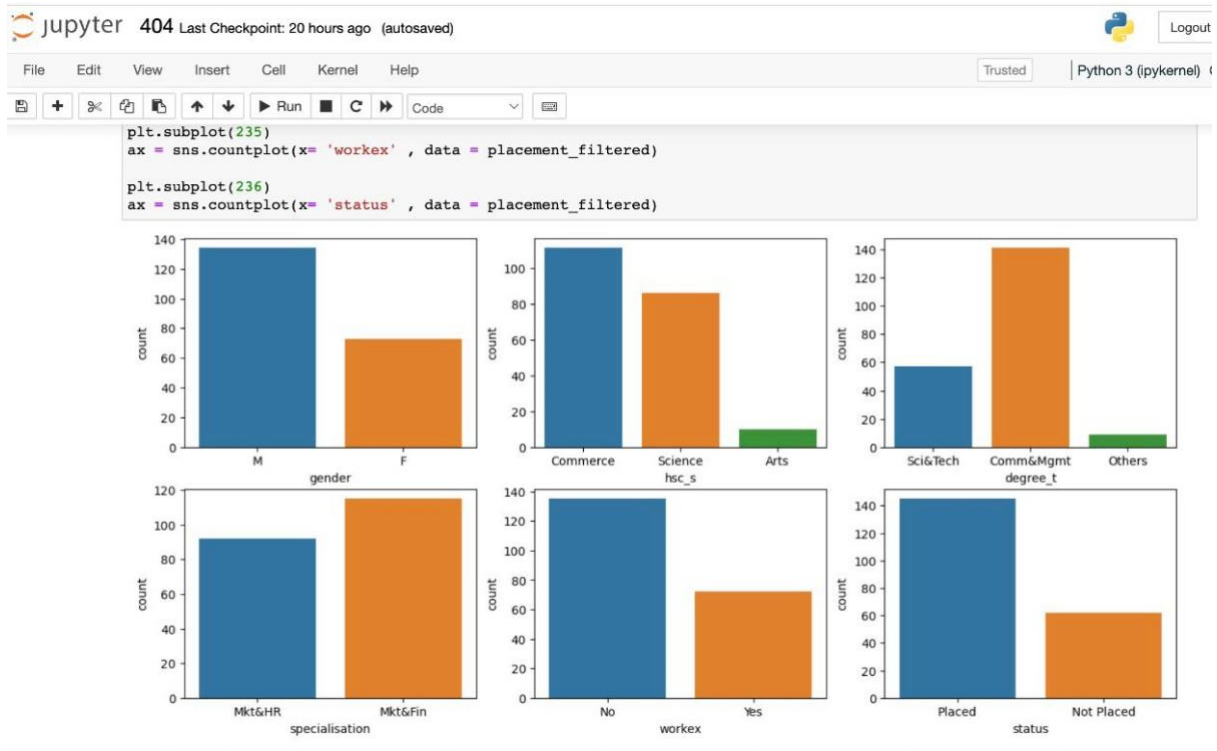 jupyter 404 Last Checkpoint: 20 hours ago (autosaved)
Logout
File Edit View Insert Cell Kernel Help
Trusted Python 3 (ipykernel)
Run Code
plt.subplot(235)
ax = sns.countplot(x= 'workex' , data = placement_filtered)
plt.subplot(236)
ax = sns.countplot(x= 'status' , data = placement_filtered)
140
120
100
80
60
40
20
0
count
M F
gender
100
80
60
40
20
0
count
Commerce Science Arts
hsc_s
140
120
100
80
60
40
20
0
count
Sci&Tech Comm&Mgmt Others
degree_t
120
100
80
60
40
20
0
count
Mkt&HR Mkt&Fin
specialisation
140
120
100
80
60
40
20
0
count
No Yes
workex
140
120
100
80
60
40
20
0
count
Placed Not Placed
status